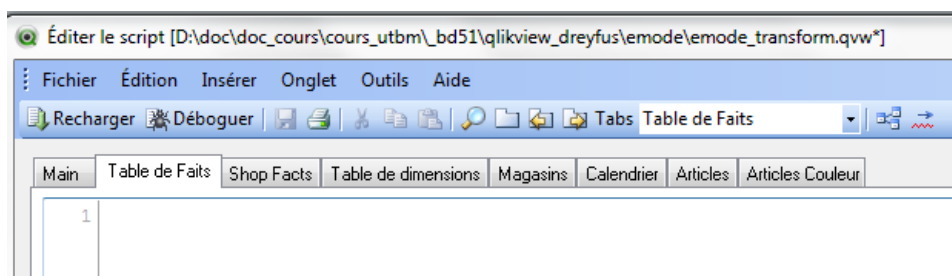 Éditer le script [D:\doc\doc_cours\cours_utbm\_bd51\qlikview_dreyfus\emode\emode_transform.qvw*]
Fichier Édition Insérer Onglet Outils Aide
Recharger Déboguer Tabs Table de Faits
Main Table de Faits Shop Facts Table de dimensions Magasins Calendrier Articles Articles Couleur
1